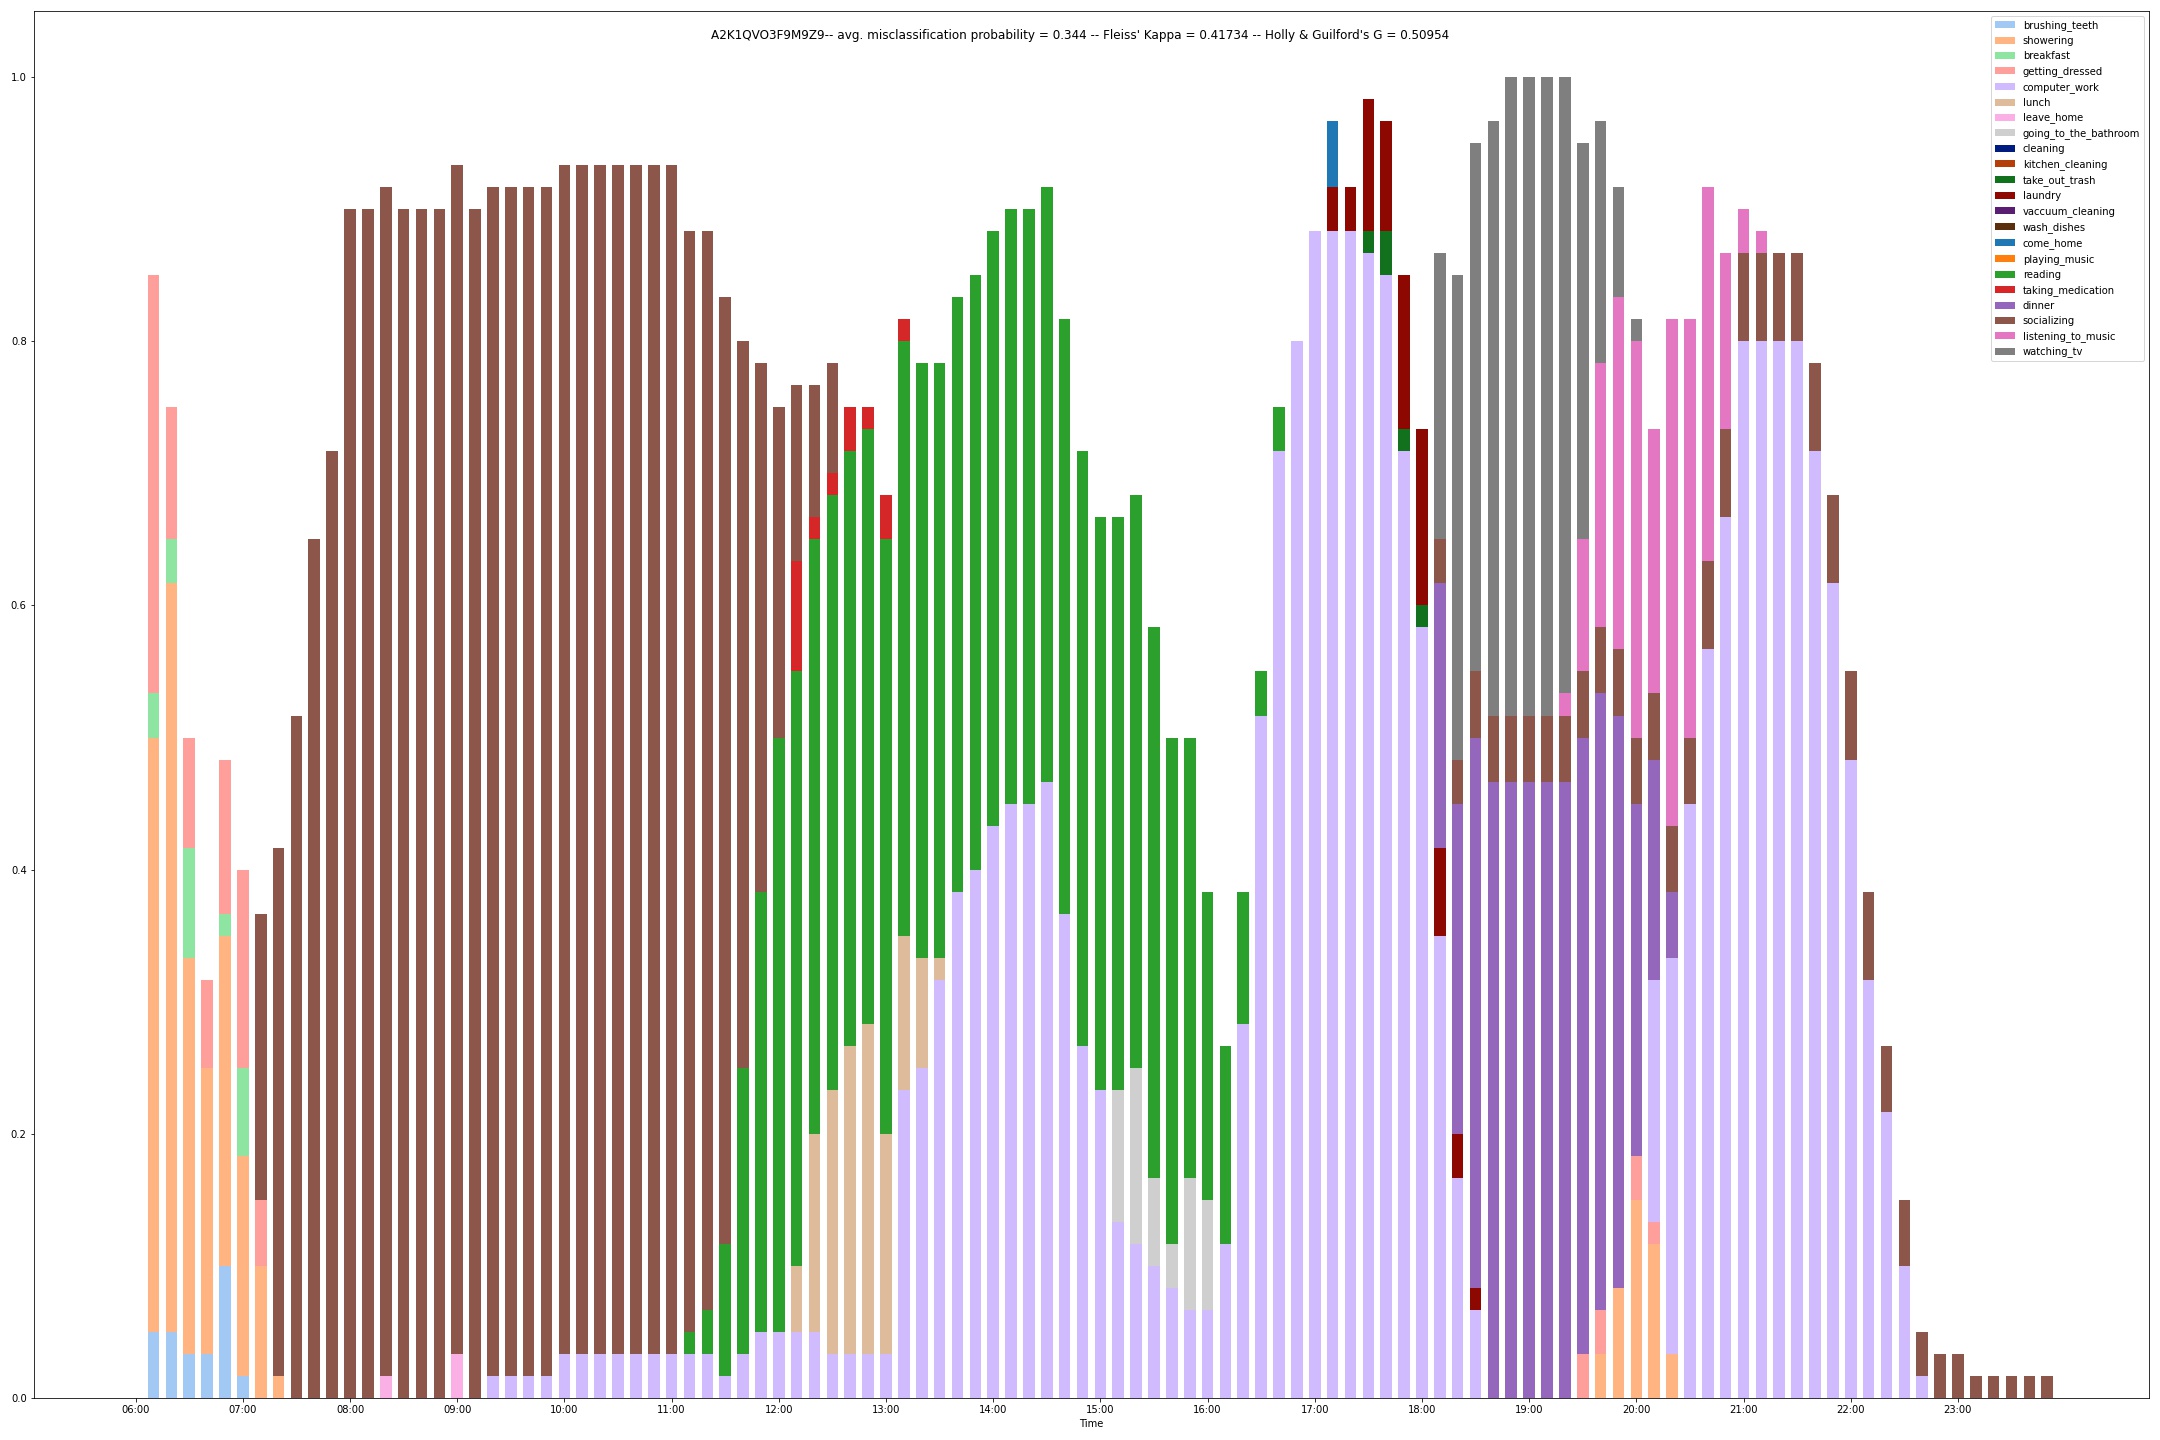 A2K1QVO3F9M9Z9-- avg. misclassification probability = 0.344 -- Fleiss' Kappa = 0.41734 -- Holly & Guilford's G = 0.50954
brushing_teeth
showering
breakfast
getting_dressed
computer_work
lunch
leave_home
going_to_the_bathroom
cleaning
kitchen_cleaning
take_out_trash
laundry
vaccuum_cleaning
wash_dishes
come_home
playing_music
reading
taking_medication
dinner
socializing
listening_to_music
watching_tv
1.0
0.8
0.6
0.4
0.2
0.0
06:00 07:00 08:00 09:00 10:00 11:00 12:00 13:00 14:00 15:00 16:00 17:00 18:00 19:00 20:00 21:00 22:00 23:00
Time